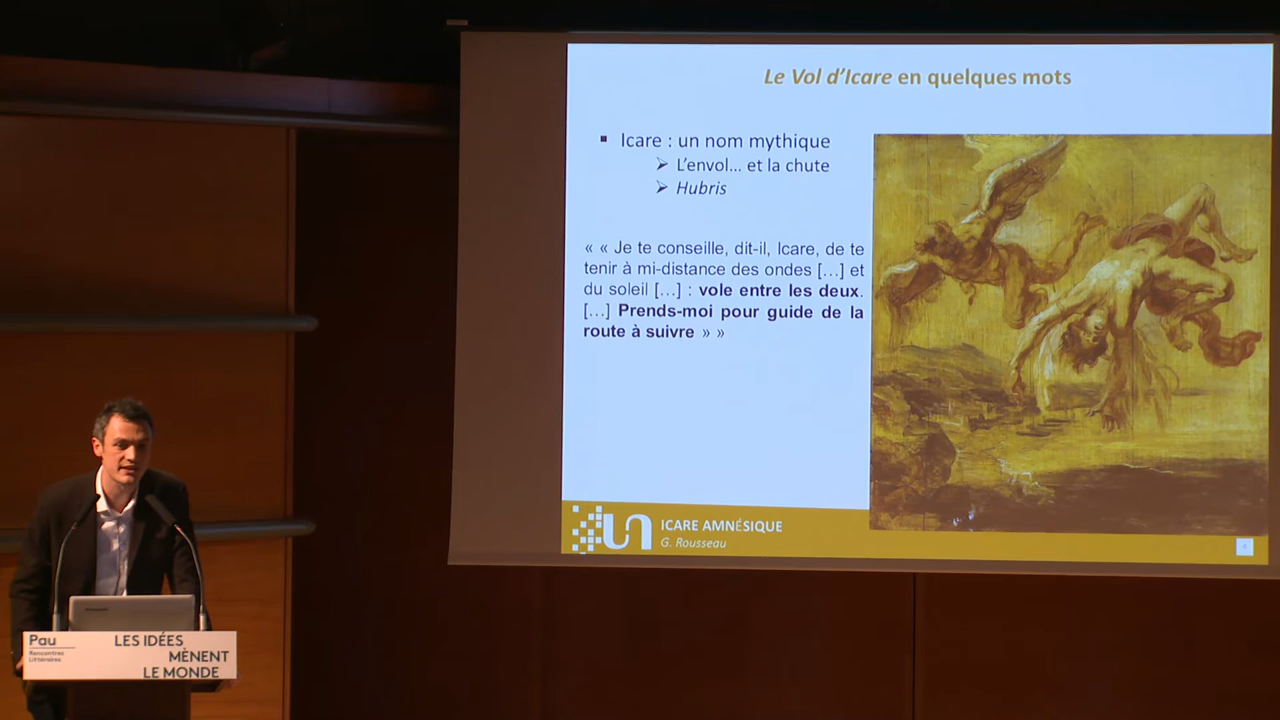 Le Vol d'Icare en quelques mots
▪ Icare : un nom mythique
➢ L'envol... et la chute
➢ Hubris
« « Je te conseille, dit-il, Icare, de te
tenir à mi-distance des ondes [...] et
du soleil [...] : vole entre les deux.
[...] Prends-moi pour guide de la
route à suivre » »
un
ICARE AMNÉSIQUE
G. Rousseau
Pau
Rencontres
Littéraires
LES IDÉES
MÈNENT
LE MONDE